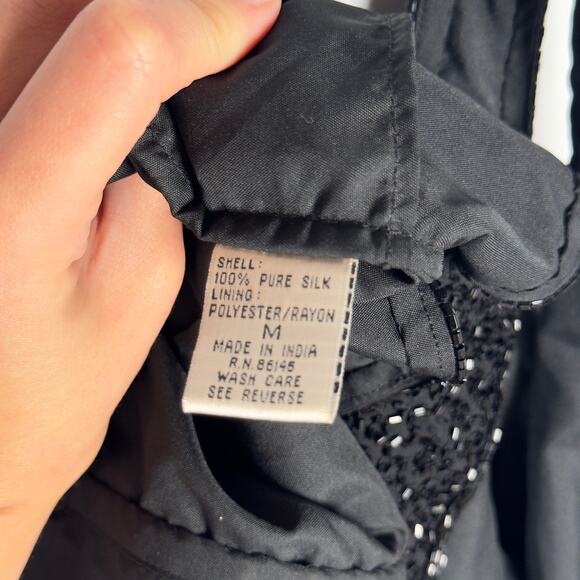 SHELL:
100% PURE SILK
LINING:
POLYESTER/RAYON
M
MADE IN INDIA
R.N. 86145
WASH CARE
SEE REVERSE